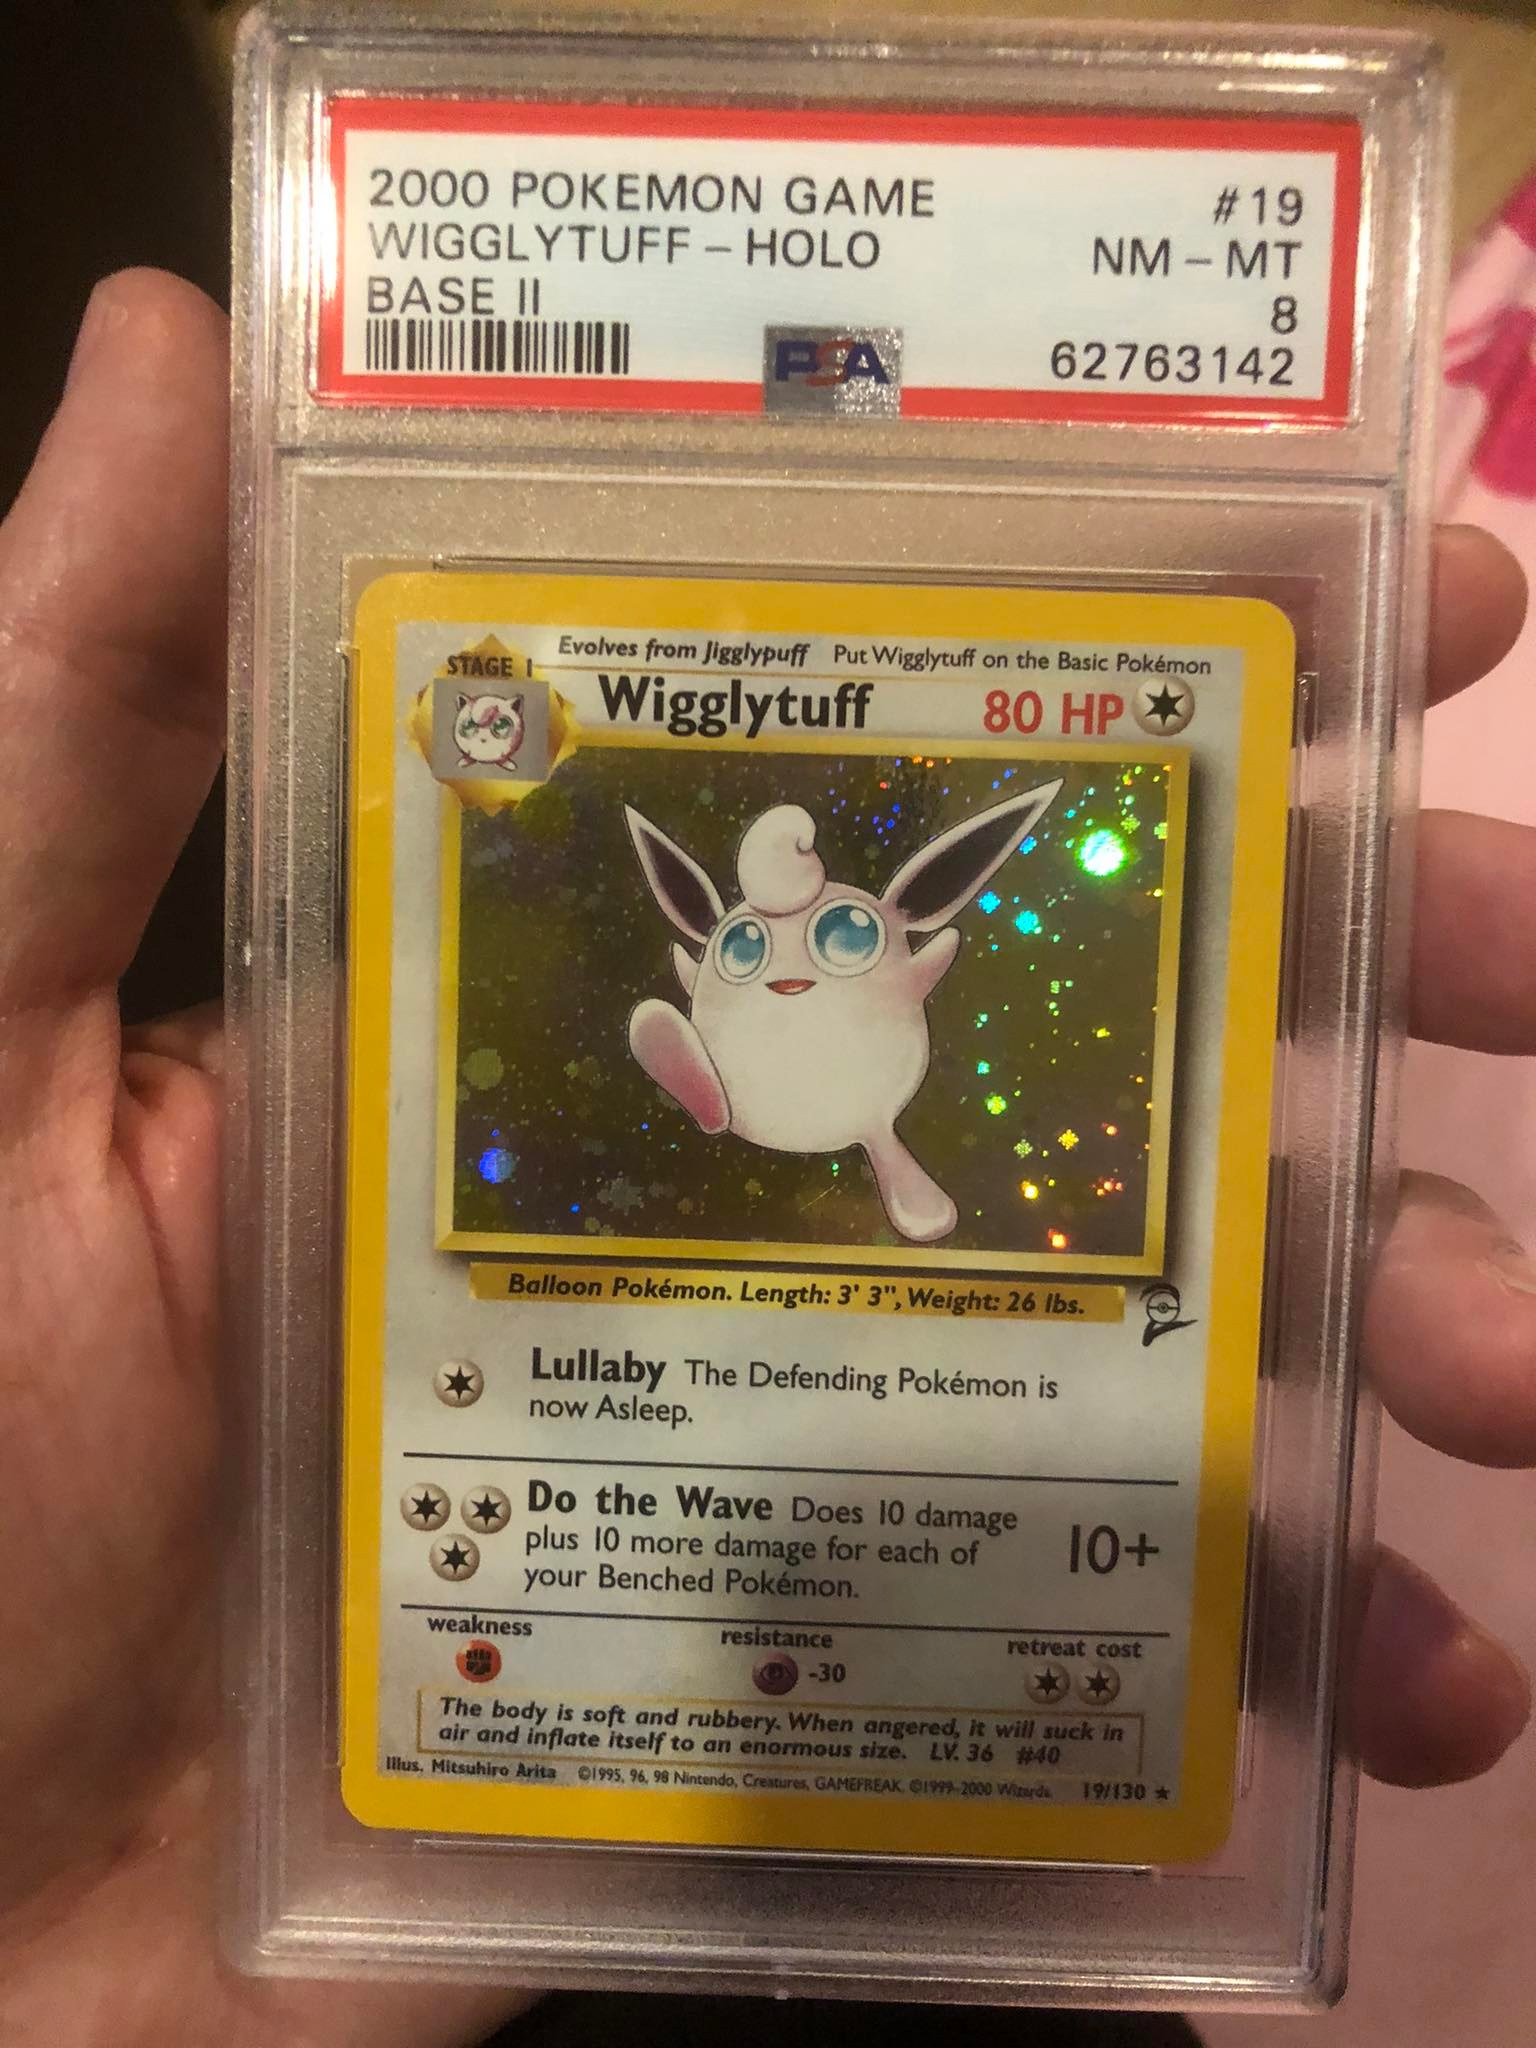 2000 POKEMON GAME #19
WIGGLYTUFF - HOLO NM - MT
BASE II 8
PSA 62763142
Evolves from Jigglypuff Put Wigglytuff on the Basic Pokémon
STAGE 1
Wigglytuff 80 HP
Balloon Pokémon. Length: 3' 3", Weight: 26 lbs.
Lullaby The Defending Pokémon is
now Asleep.
Do the Wave Does 10 damage
plus 10 more damage for each of
your Benched Pokémon.
10+
weakness resistance retreat cost
-30
The body is soft and rubbery. When angered, it will suck in
air and inflate itself to an enormous size. LV. 36 #40
Illus. Mitsuhiro Arita ©1995, 96, 98 Nintendo, Creatures, GAMEFREAK. ©1999-2000 Wizards. 19/130 ★